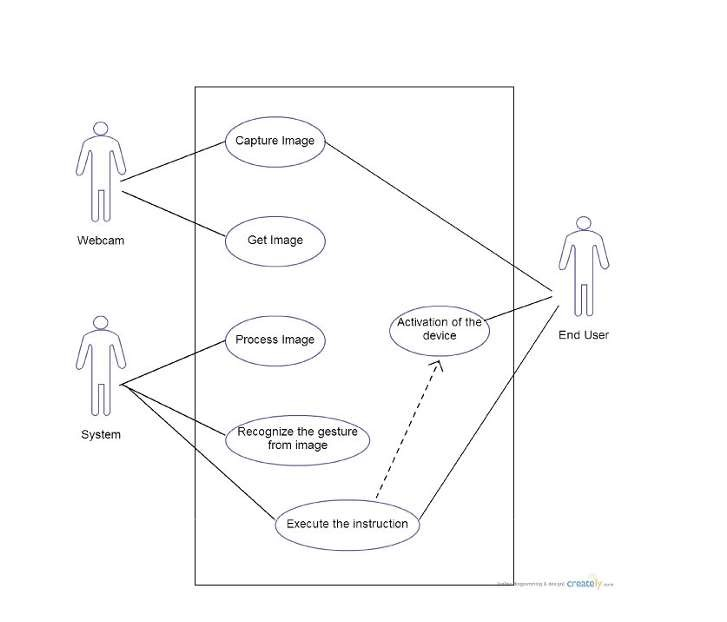 Capture Image
Webcam
Get Image
Activation of the
device
End User
Process Image
System
Recognize the gesture
from image
Execute the instruction
creately